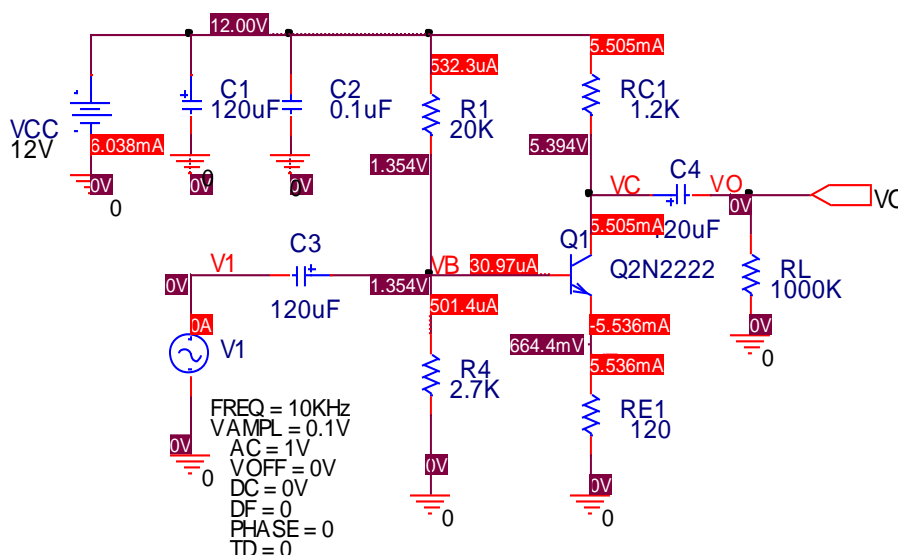 12.00V
5.505mA
532.3uA
C1
120uF
C2
0.1uF
R1
20K
RC1
1.2K
VCC
12V
6.038mA
1.354V
5.394V
0V
0
0V
0
0V
0
VC
C4
120uF
VO
0V
VO
5.505mA
Q1
Q2N2222
V1
C3
120uF
VB
30.97uA
0V
1.354V
501.4uA
RL
1000K
0A
V1
-5.536mA
664.4mV
5.536mA
0V
0
R4
2.7K
RE1
120
0V
0
FREQ = 10KHz
VAMPL = 0.1V
AC = 1V
VOFF = 0V
DC = 0V
DF = 0
PHASE = 0
TD = 0
0V
0
0V
0